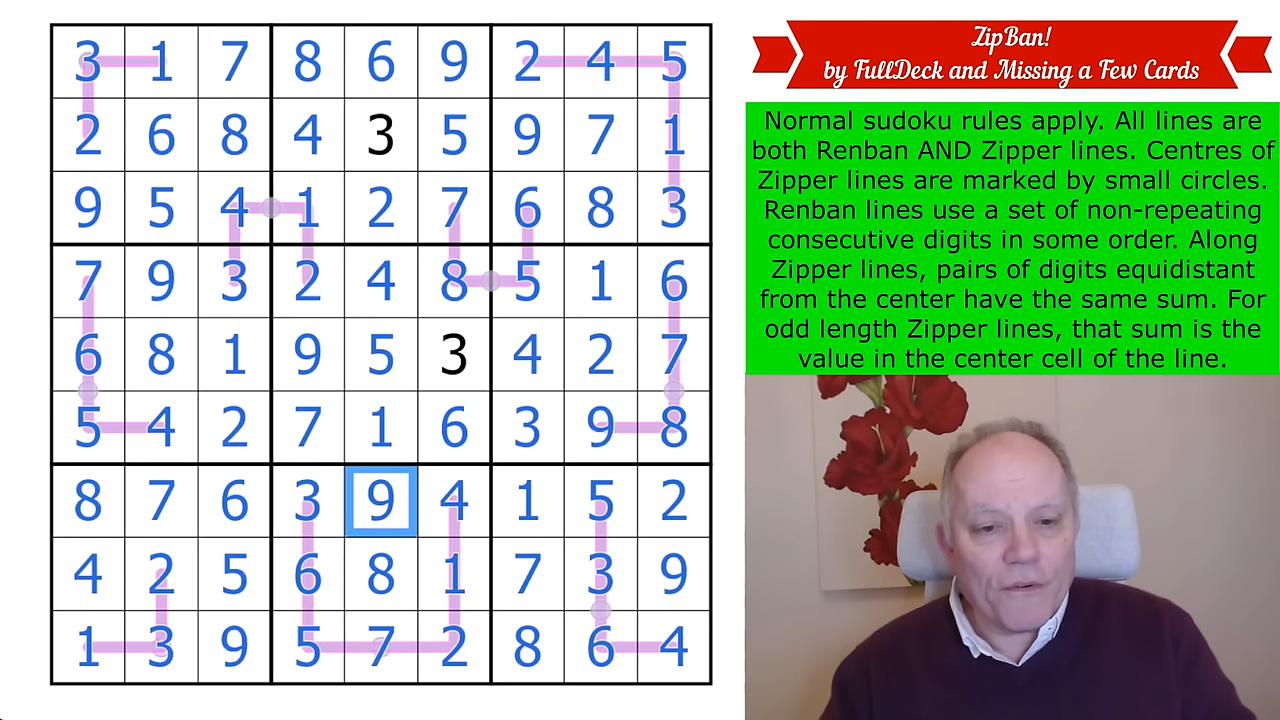 ZipBan!
by FullDeck and Missing a Few Cards
Normal sudoku rules apply. All lines are
both Renban AND Zipper lines. Centres of
Zipper lines are marked by small circles.
Renban lines use a set of non-repeating
consecutive digits in some order. Along
Zipper lines, pairs of digits equidistant
from the center have the same sum. For
odd length Zipper lines, that sum is the
value in the center cell of the line.
3 1 7 8 6 9 2 4 5
2 6 8 4 3 5 9 7 1
9 5 4 1 2 7 6 8 3
7 9 3 2 4 8 5 1 6
6 8 1 9 5 3 4 2 7
5 4 2 7 1 6 3 9 8
8 7 6 3 9 4 1 5 2
4 2 5 6 8 1 7 3 9
1 3 9 5 7 2 8 6 4